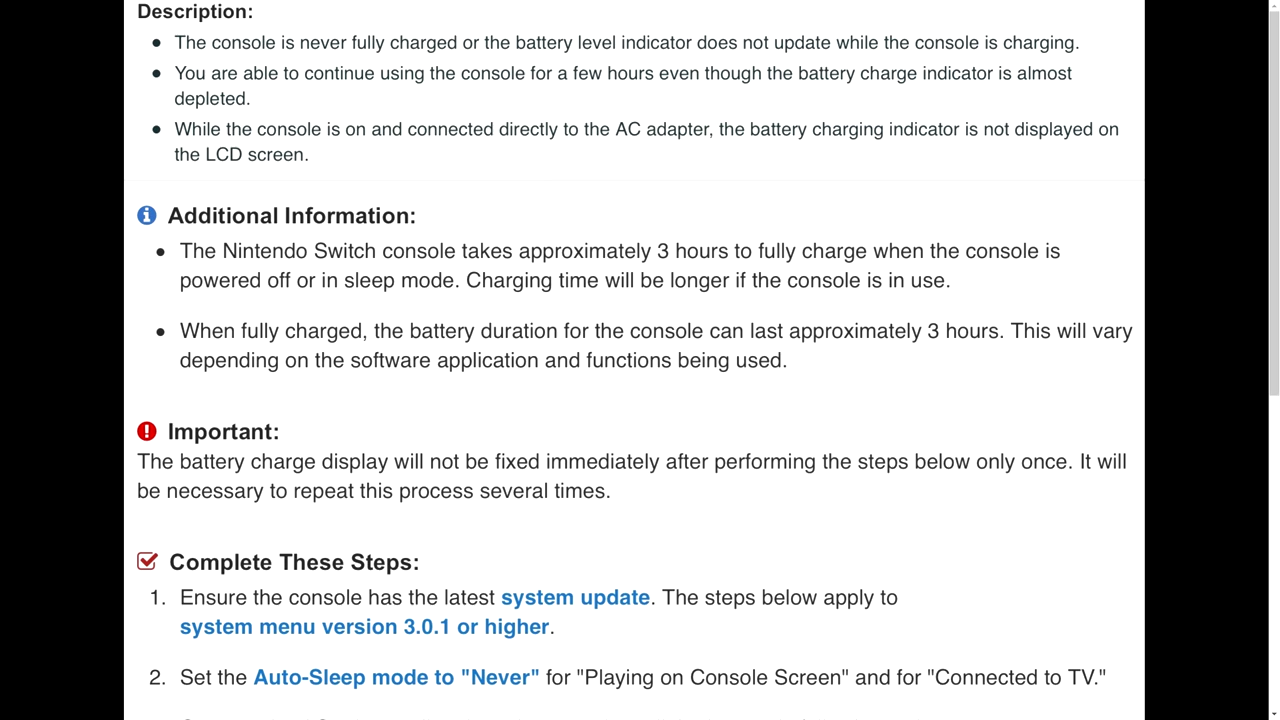 Description:
The console is never fully charged or the battery level indicator does not update while the console is charging.
You are able to continue using the console for a few hours even though the battery charge indicator is almost
depleted.
While the console is on and connected directly to the AC adapter, the battery charging indicator is not displayed on
the LCD screen.
Additional Information:
The Nintendo Switch console takes approximately 3 hours to fully charge when the console is
powered off or in sleep mode. Charging time will be longer if the console is in use.
When fully charged, the battery duration for the console can last approximately 3 hours. This will vary
depending on the software application and functions being used.
Important:
The battery charge display will not be fixed immediately after performing the steps below only once. It will
be necessary to repeat this process several times.
Complete These Steps:
1. Ensure the console has the latest system update. The steps below apply to
system menu version 3.0.1 or higher.
2. Set the Auto-Sleep mode to "Never" for "Playing on Console Screen" and for "Connected to TV."